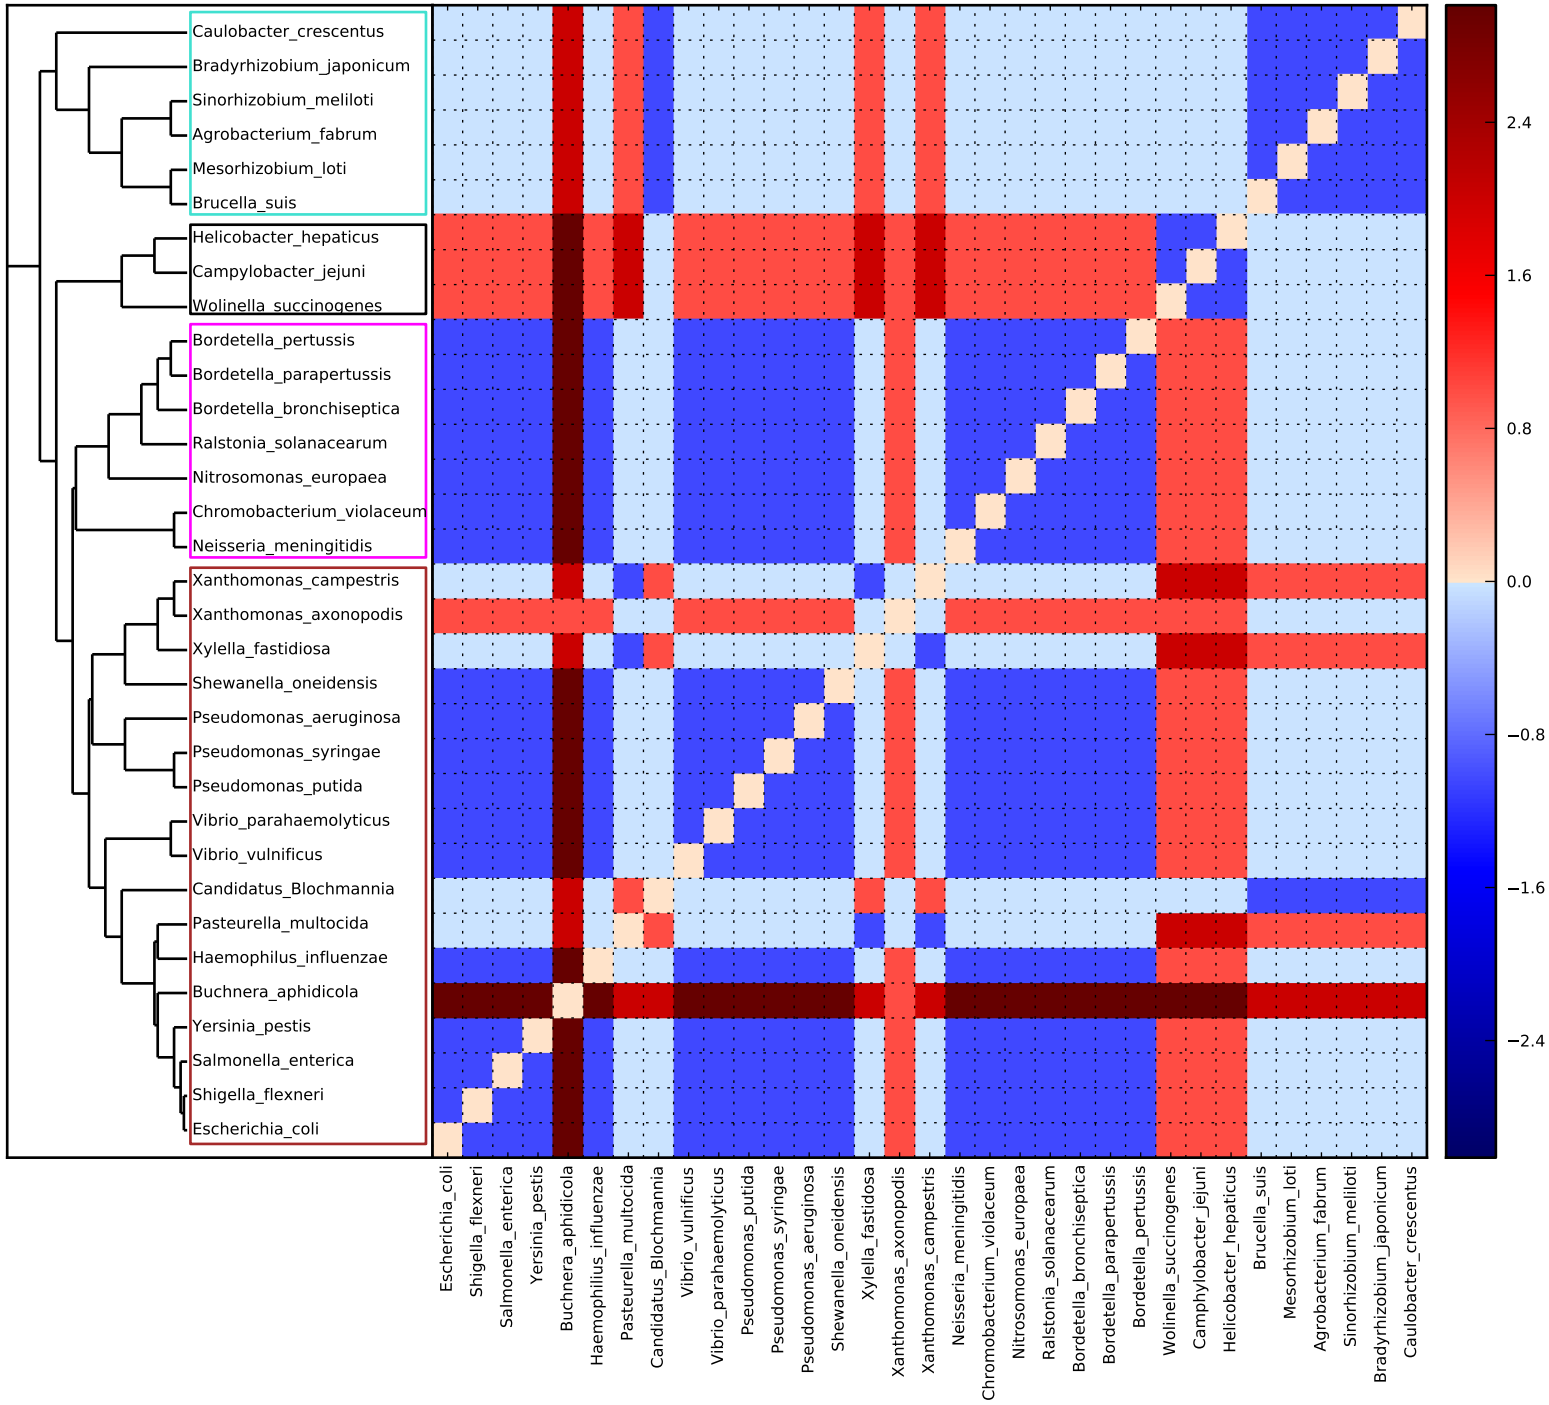 Caulobacter_crescentus
Bradyrhizobium_japonicum
Sinorhizobium_meliloti
Agrobacterium_fabrum
Mesorhizobium_loti
Brucella_suis
Helicobacter_hepaticus
Campylobacter_jejuni
Wolinella_succinogenes
Bordetella_pertussis
Bordetella_parapertussis
Bordetella_bronchiseptica
Ralstonia_solanacearum
Nitrosomonas_europaea
Chromobacterium_violaceum
Neisseria_meningitidis
Xanthomonas_campestris
Xanthomonas_axonopodis
Xylella_fastidiosa
Shewanella_oneidensis
Pseudomonas_aeruginosa
Pseudomonas_syringae
Pseudomonas_putida
Vibrio_parahaemolyticus
Vibrio_vulnificus
Candidatus_Blochmannia
Pasteurella_multocida
Haemophilus_influenzae
Buchnera_aphidicola
Yersinia_pestis
Salmonella_enterica
Shigella_flexneri
Escherichia_coli
Escherichia_coli
Shigella_flexneri
Salmonella_enterica
Yersinia_pestis
Buchnera_aphidicola
Haemophilius_influenzae
Pasteurella_multocida
Candidatus_Blochmannia
Vibrio_vulnificus
Vibrio_parahaemolyticus
Pseudomonas_putida
Pseudomonas_syringae
Pseudomonas_aeruginosa
Shewanella_oneidensis
Xylella_fastidosa
Xanthomonas_axonopodis
Xanthomonas_campestris
Neisseria_meningitidis
Chromobacterium_violaceum
Nitrosomonas_europaea
Ralstonia_solanacearum
Bordetella_bronchiseptica
Bordetella_parapertussis
Bordetella_pertussis
Wolinella_succinogenes
Camphylobacter_jejuni
Helicobacter_hepaticus
Brucella_suis
Mesorhizobium_loti
Agrobacterium_fabrum
Sinorhizobium_meliloti
Bradyrhizobium_japonicum
Caulobacter_crescentus
2.4
1.6
0.8
0.0
−0.8
−1.6
−2.4